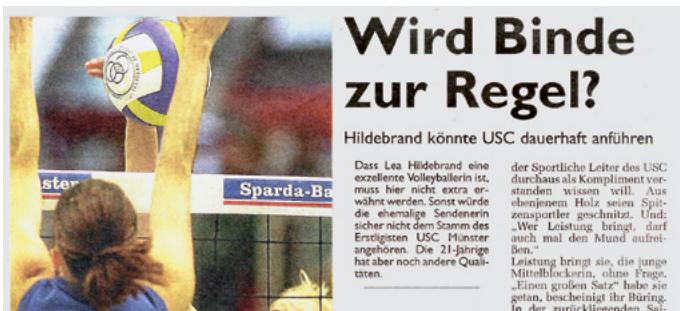 Wird Binde
zur Regel?
Hildebrand könnte USC dauerhaft anführen
Dass Lea Hildebrand eine
exzellente Volleyballerin ist,
muss hier nicht extra er-
wähnt werden. Sonst würde
die ehemalige Sendenerin
sicher nicht dem Stamm des
Erstligisten USC Münster
angehören. Die 21-Jährige
hat aber noch andere Quali-
täten.
der Sportliche Leiter des USC
durchaus als Kompliment ver-
standen wissen will. Aus
ebenjenem Holz seien Spit-
zensportler geschnitzt. Und:
„Wer Leistung bringt, darf
auch mal den Mund aufrei-
ßen.“
Leistung bringt sie, die junge
Mittelblockerin, ohne Frage.
„Einen großen Satz“ habe sie
getan, bescheinigt ihr Büring.
In der zurückliegenden Sai-
nster
Sparda-Ba